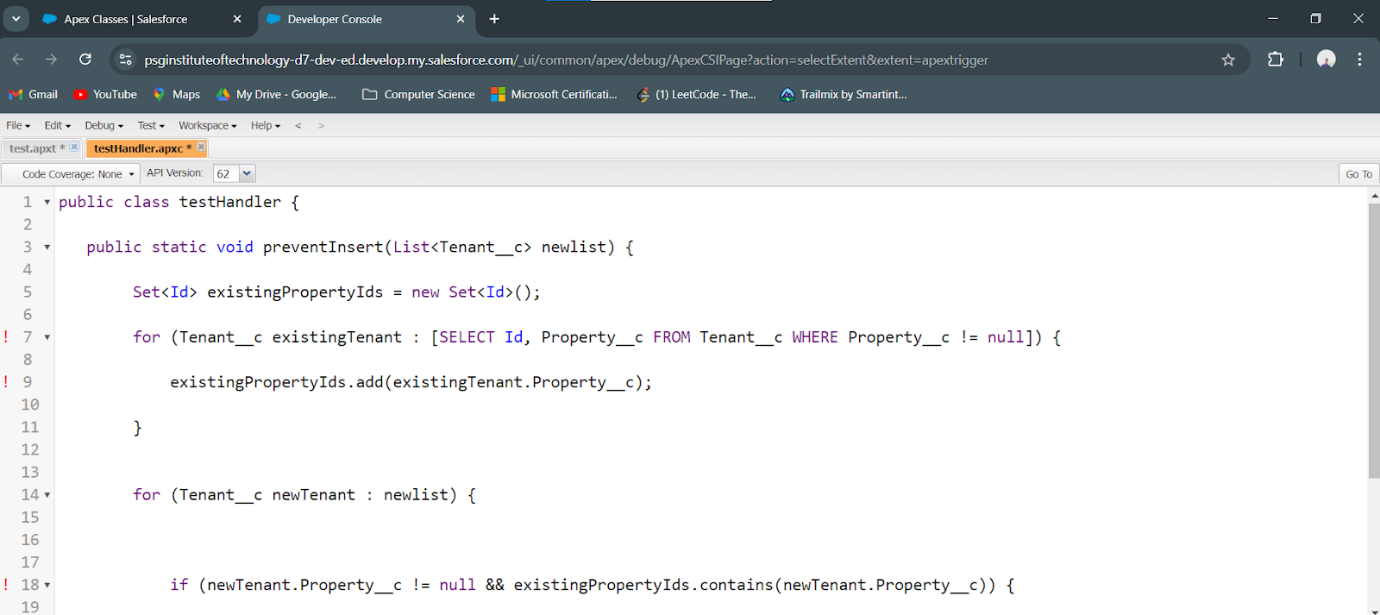 Apex Classes | Salesforce
Developer Console
psginstituteoftechnology-d7-dev-ed.develop.my.salesforce.com/_ui/common/apex/debug/ApexCSIPage?action=selectExtent&extent=apextrigger
Gmail YouTube Maps My Drive - Google... Computer Science Microsoft Certificati... (1) LeetCode - The... Trailmix by Smartint...
File Edit Debug Test Workspace Help < >
test.apxt * testHandler.apxc *
Code Coverage: None API Version: 62 Go To
1 public class testHandler {
2
3 public static void preventInsert(List<Tenant__c> newlist) {
4
5 Set<Id> existingPropertyIds = new Set<Id>();
6
! 7 for (Tenant__c existingTenant : [SELECT Id, Property__c FROM Tenant__c WHERE Property__c != null]) {
8
! 9 existingPropertyIds.add(existingTenant.Property__c);
10
11 }
12
13
14 for (Tenant__c newTenant : newlist) {
15
16
17
! 18 if (newTenant.Property__c != null && existingPropertyIds.contains(newTenant.Property__c)) {
19